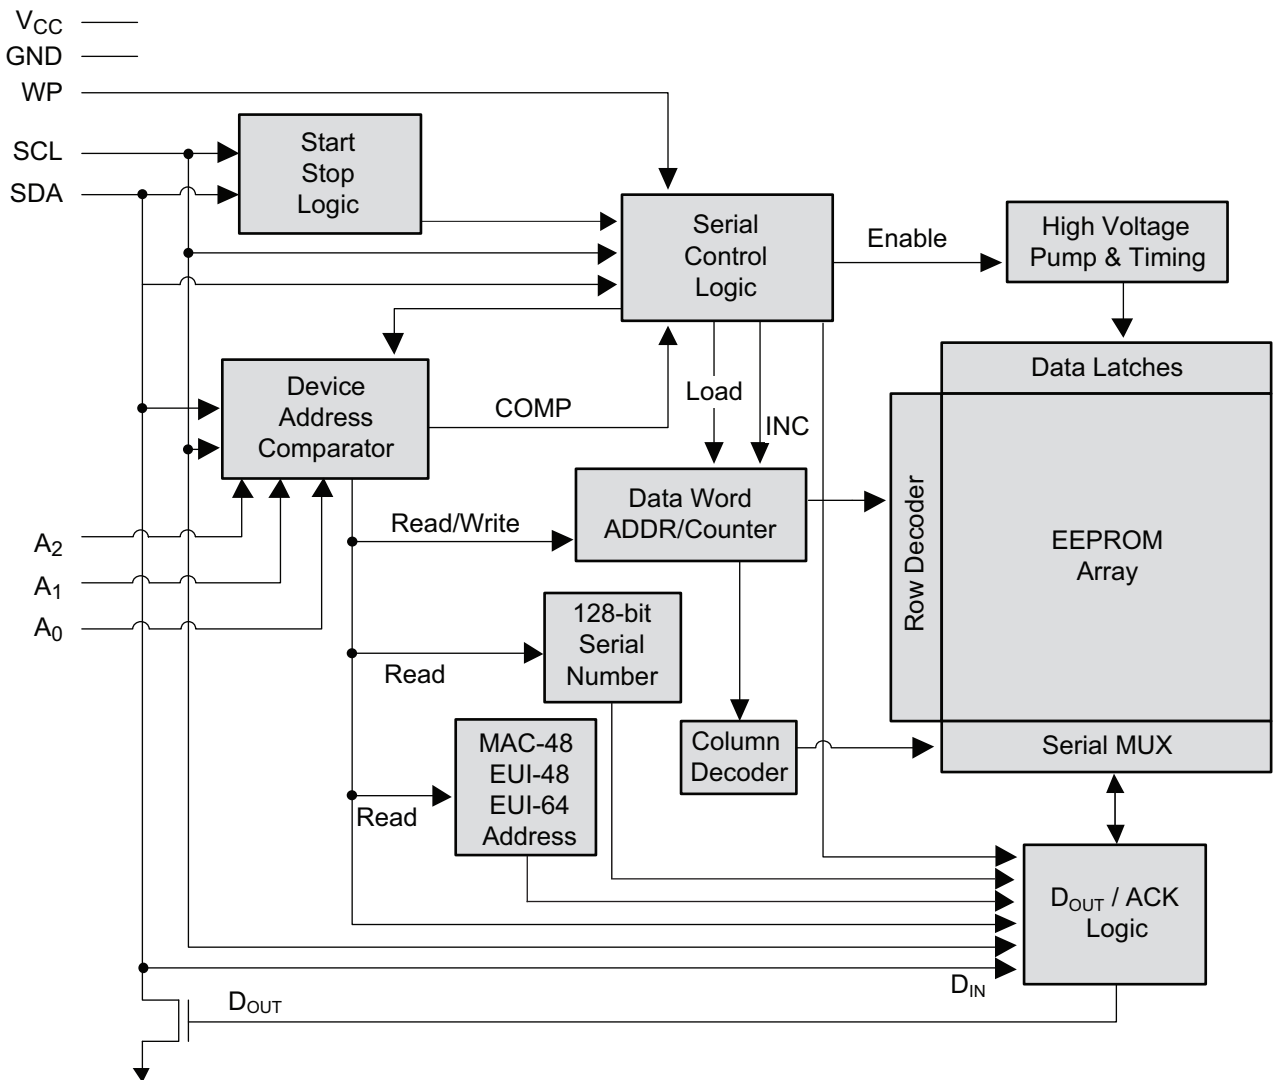 VCC
GND
WP
SCL
SDA
Start
Stop
Logic
Serial
Control
Logic
Enable
High Voltage
Pump & Timing
Data Latches
Device
Address
Comparator
COMP
Load
INC
Row Decoder
EEPROM
Array
Data Word
ADDR/Counter
Read/Write
A2
A1
A0
128-bit
Serial
Number
Read
MAC-48
EUI-48
EUI-64
Address
Read
Column
Decoder
Serial MUX
DOUT / ACK
Logic
DIN
DOUT